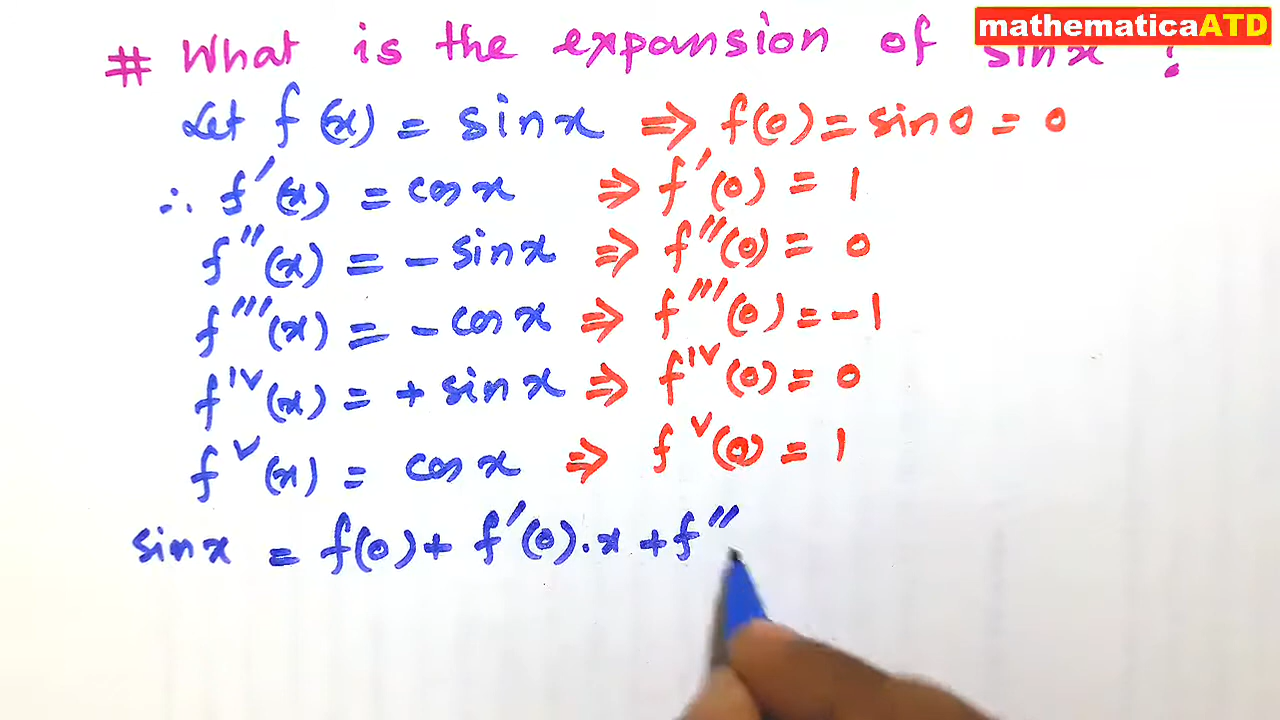 mathematicaATD
# What is the expansion of sinx ?
Let f(x) = sinx ⇒ f(0) = sin0 = 0
∴ f'(x) = cosx ⇒ f'(0) = 1
f''(x) = - sinx ⇒ f''(0) = 0
f'''(x) = - cosx ⇒ f'''(0) = -1
f^IV(x) = + sinx ⇒ f^IV(0) = 0
f^V(x) = cosx ⇒ f^V(0) = 1
sinx = f(0) + f'(0).x + f''